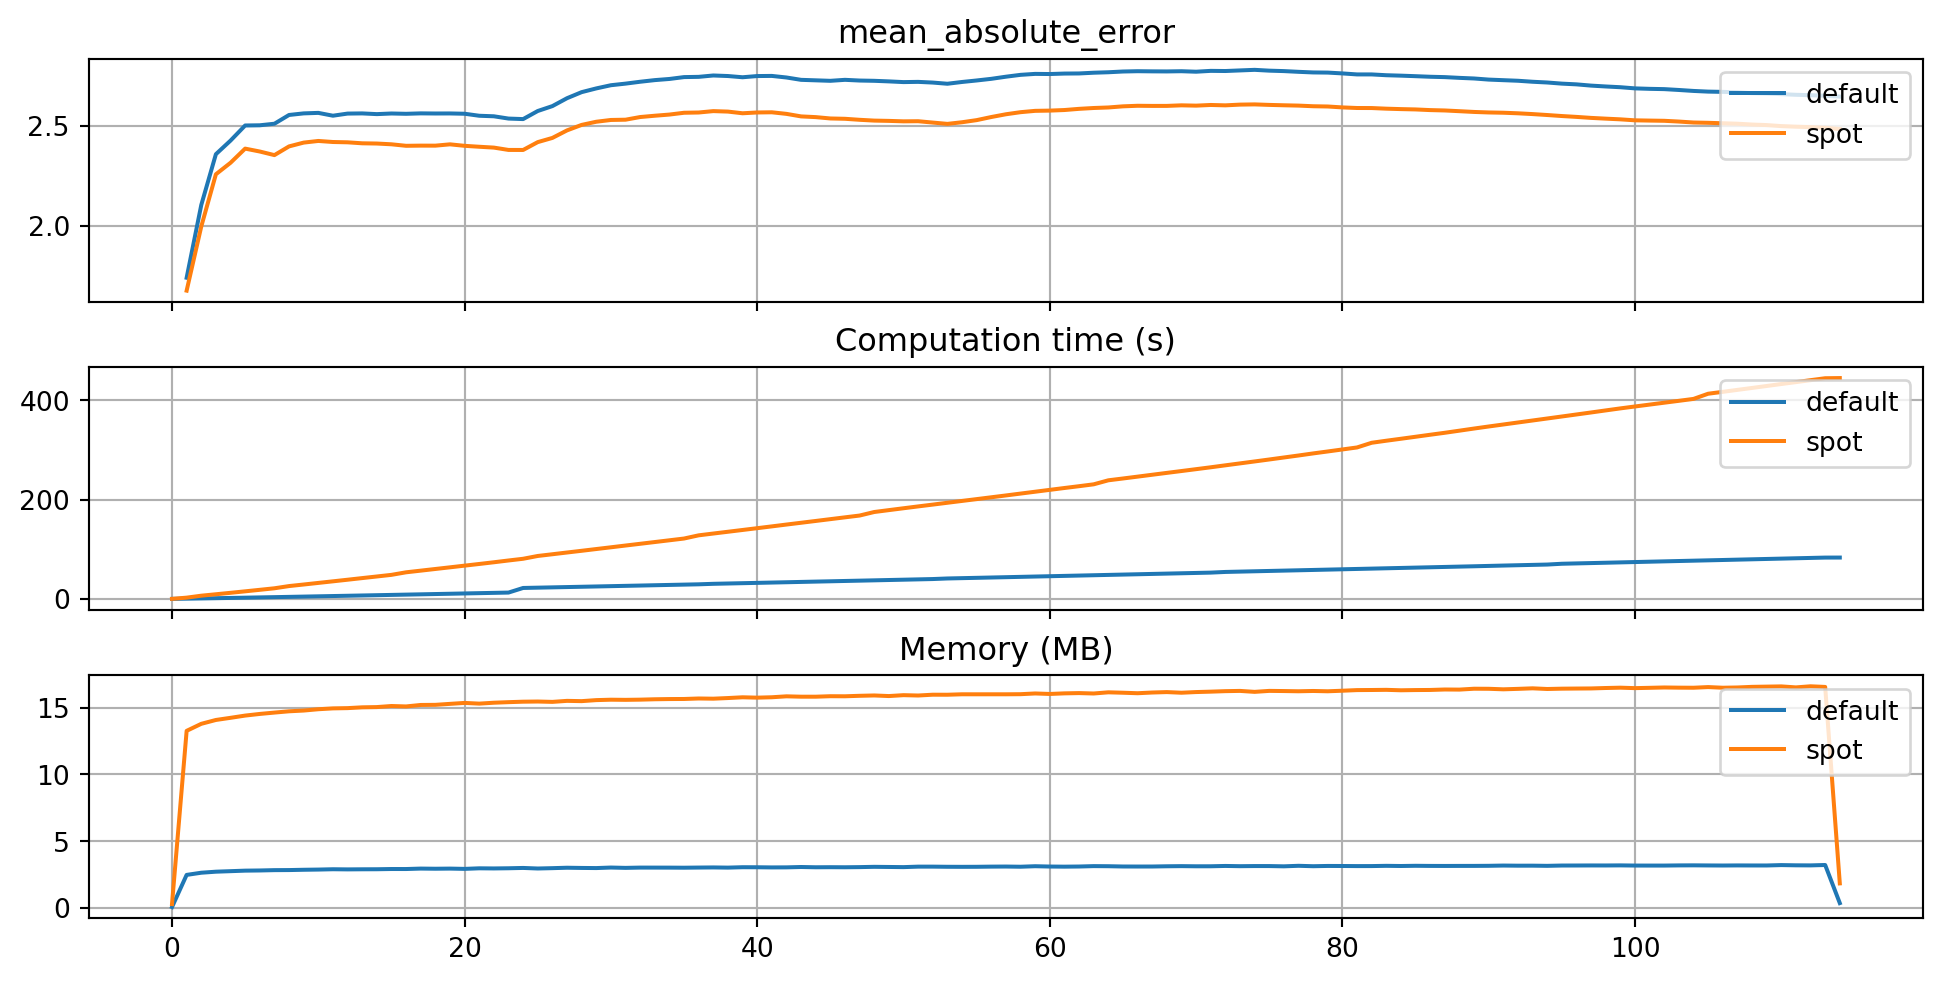 mean_absolute_error
2.5
2.0
default
spot
Computation time (s)
400
200
0
default
spot
Memory (MB)
15
10
5
0
default
spot
0 20 40 60 80 100